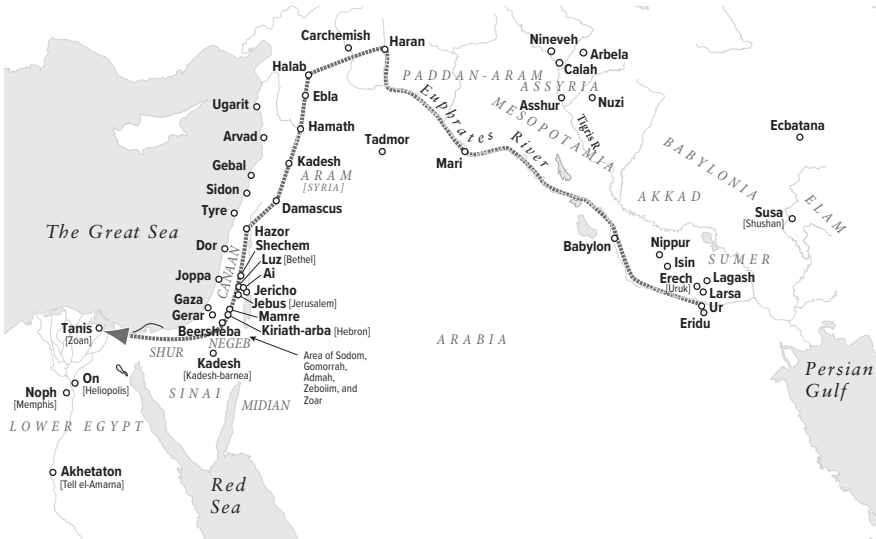 Carchemish
Haran
Nineveh
Arbela
Calah
Halab
PADDAN-ARAM
ASSYRIA
Ebla
Asshur
Nuzi
Ugarit
Euphrates River
MESOPOTAMIA
Tigris R.
Hamath
Arvad
Tadmor
Ecbatana
Mari
Kadesh
Gebal
ARAM
[SYRIA]
BABYLONIA
Sidon
AKKAD
ELAM
Tyre
Damascus
Susa
[Shushan]
The Great Sea
Hazor
Dor
Shechem
Babylon
Nippur
Luz [Bethel]
Isin
SUMER
CANAAN
Ai
Joppa
Erech
[Uruk]
Lagash
Jericho
Larsa
Gaza
Jebus [Jerusalem]
Ur
Gerar
Mamre
Eridu
Tanis
[Zoan]
Beersheba
Kiriath-arba [Hebron]
SHUR
NEGEB
ARABIA
Area of Sodom,
Gomorrah,
Admah,
Zeboiim, and
Zoar
Kadesh
[Kadesh-barnea]
Persian
Gulf
On
[Heliopolis]
Noph
[Memphis]
SINAI
MIDIAN
LOWER EGYPT
Akhetaton
[Tell el-Amarna]
Red
Sea